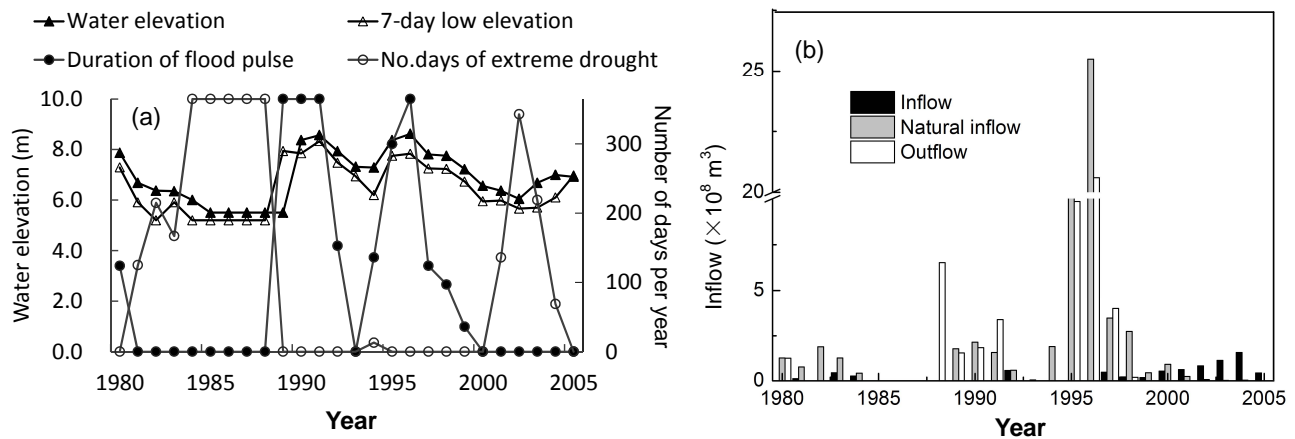 Water elevation
7-day low elevation
Duration of flood pulse
No.days of extreme drought
(a)
10.0
8.0
6.0
4.0
2.0
0.0
Water elevation (m)
300
200
100
0
Number of days per year
1980 1985 1990 1995 2000 2005
Year
(b)
Inflow
Natural inflow
Outflow
25
20
5
0
Inflow (×10⁸ m³)
1980 1985 1990 1995 2000 2005
Year